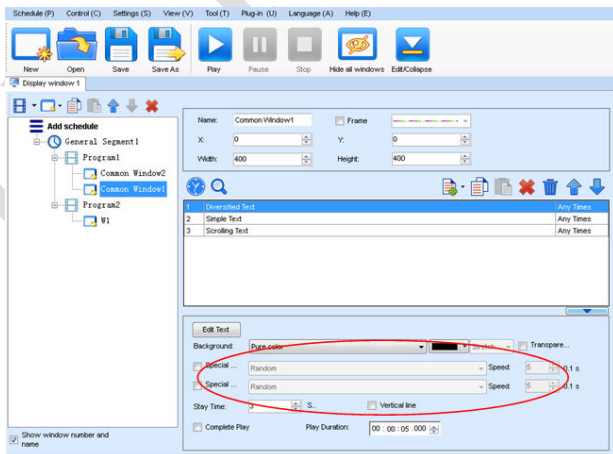 Schedule (P) Control (C) Settings (S) View (V) Tool (T) Plug-in (U) Language (A) Help (E)
New Open Save Save As Play Pause Stop Hide all windows Edit/Collapse
Display window 1
Add schedule
General Segment1
Program1
Common Window2
Common Window1
Program2
W1
Show window number and name
Name: Common Window1 Frame
X: 0 Y: 0
Width: 400 Height: 400
1 Diversified Text Any Times
2 Simple Text Any Times
3 Scrolling Text Any Times
Edit Text
Background: Pure color Stretch Transpare...
Special ... Random Speed: 5 0.1 s
Special ... Random Speed: 5 0.1 s
Stay Time: 3 S... Vertical line
Complete Play Play Duration: 00 : 00 : 05 .000